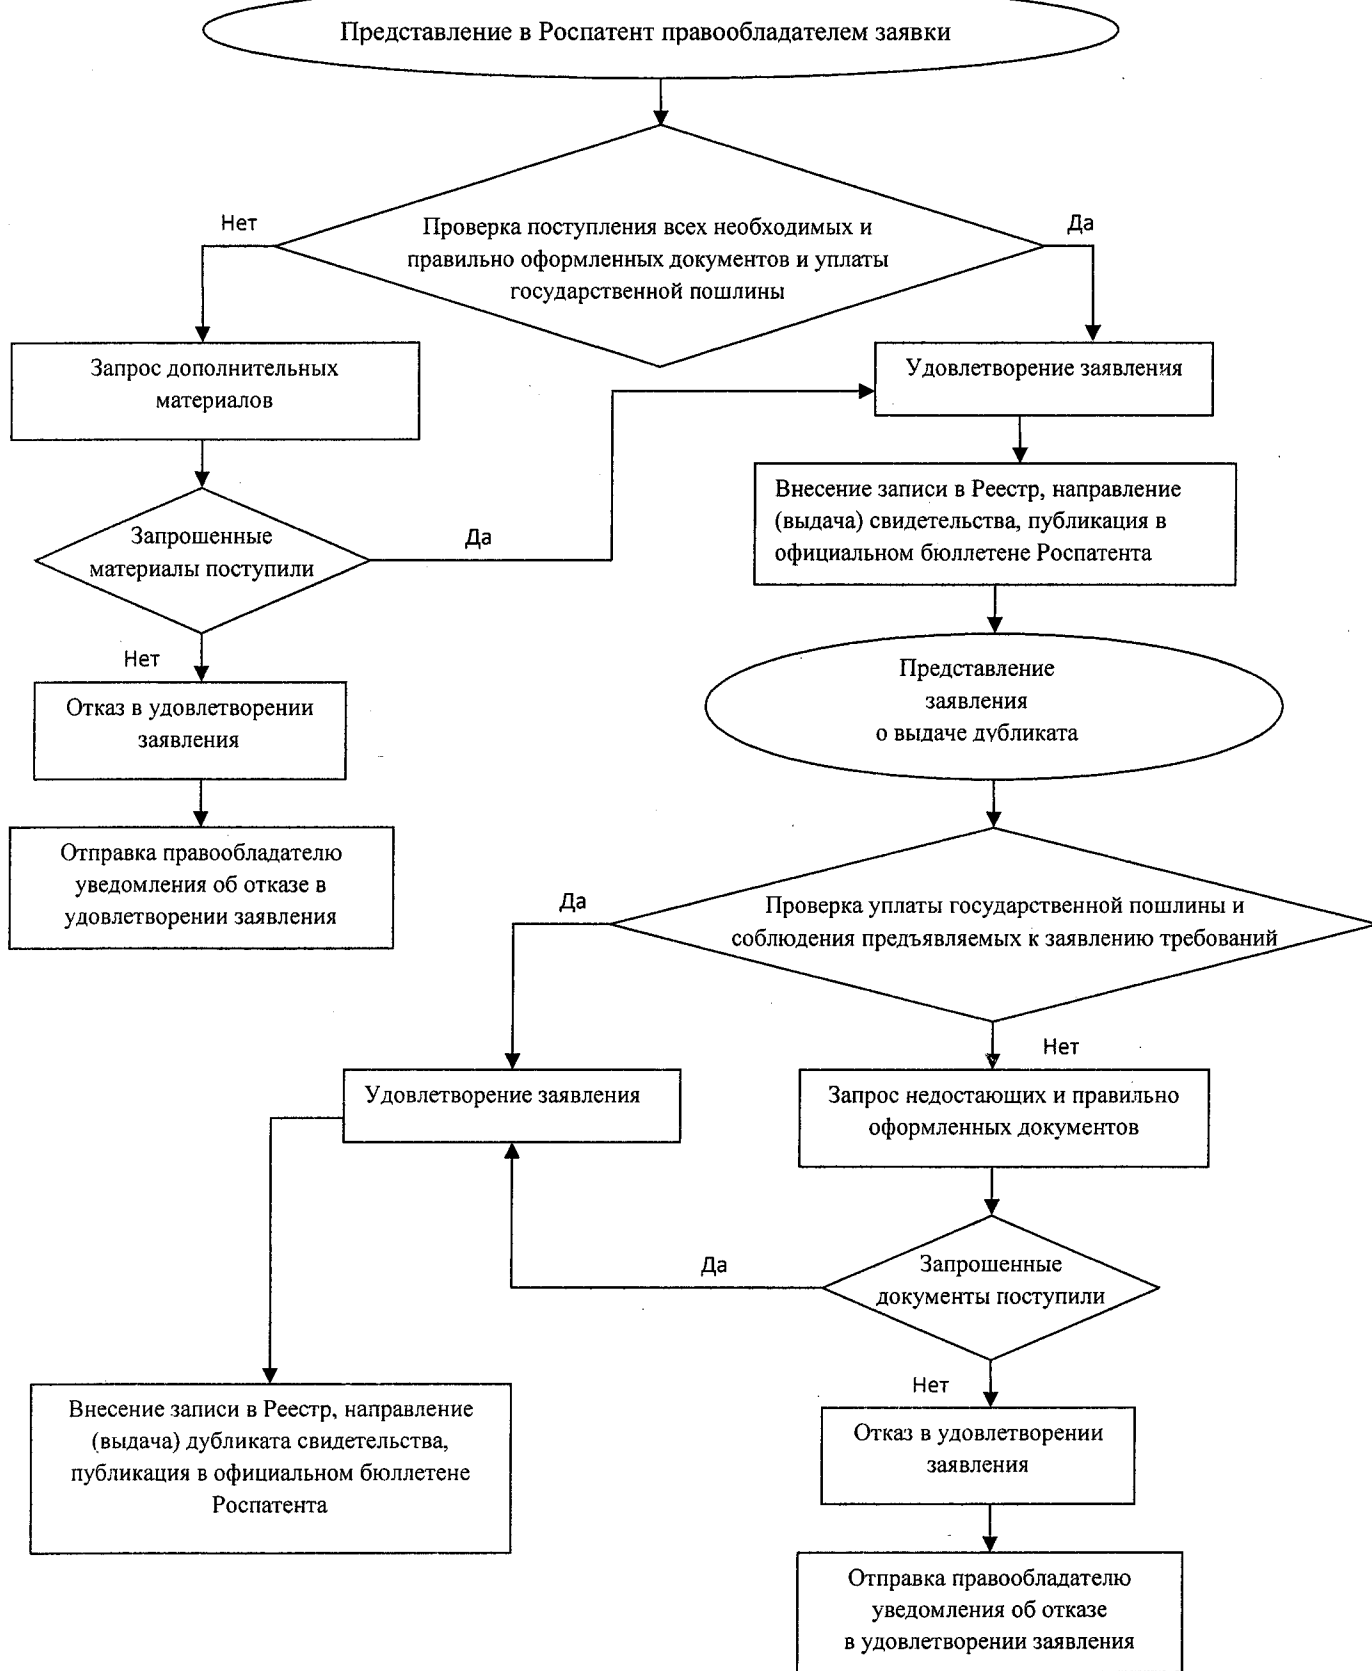 Представление в Роспатент правообладателем заявки
Нет
Да
Проверка поступления всех необходимых и
правильно оформленных документов и уплаты
государственной пошлины
Запрос дополнительных
материалов
Удовлетворение заявления
Запрошенные
материалы поступили
Да
Внесение записи в Реестр, направление
(выдача) свидетельства, публикация в
официальном бюллетене Роспатента
Нет
Отказ в удовлетворении
заявления
Представление
заявления
о выдаче дубликата
Отправка правообладателю
уведомления об отказе в
удовлетворении заявления
Да
Проверка уплаты государственной пошлины и
соблюдения предъявляемых к заявлению требований
Нет
Удовлетворение заявления
Запрос недостающих и правильно
оформленных документов
Да
Запрошенные
документы поступили
Нет
Внесение записи в Реестр, направление
(выдача) дубликата свидетельства,
публикация в официальном бюллетене
Роспатента
Отказ в удовлетворении
заявления
Отправка правообладателю
уведомления об отказе
в удовлетворении заявления